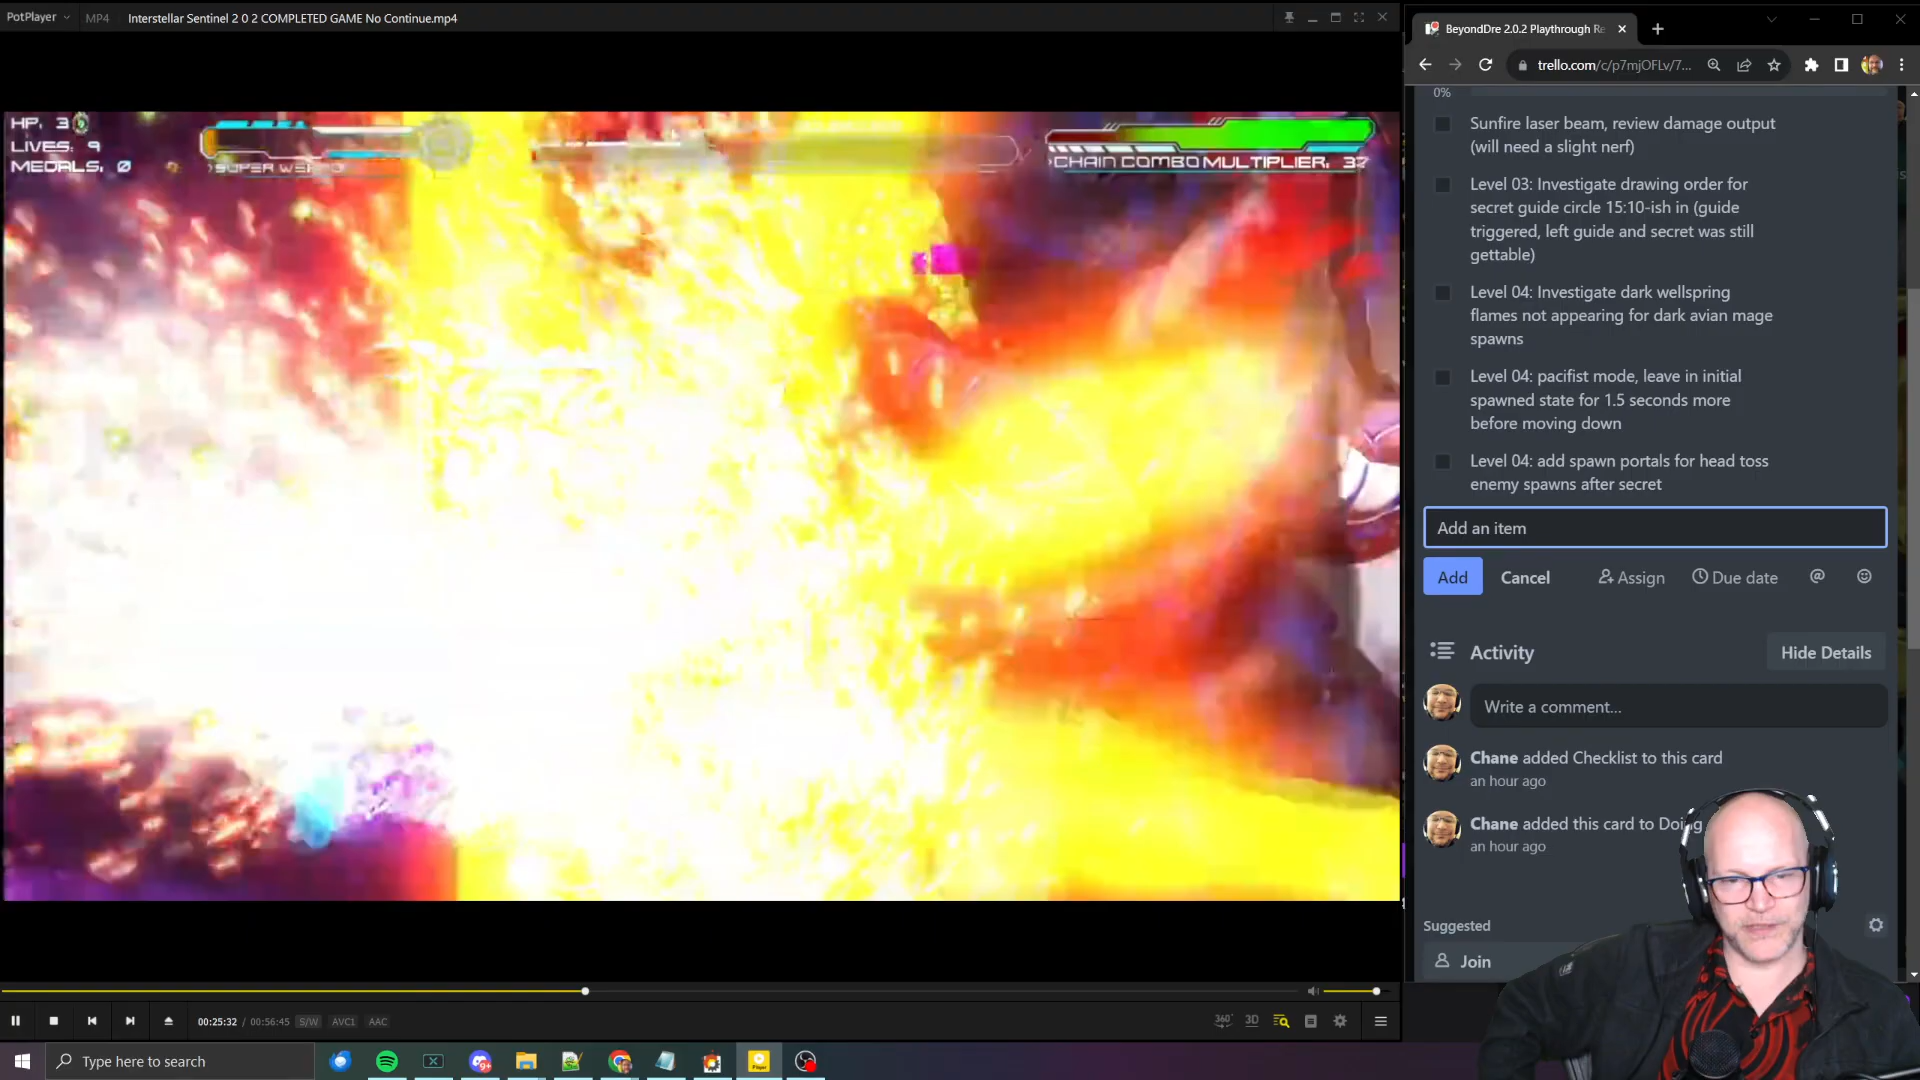 PotPlayer
MP4
Interstellar Sentinel 2 0 2 COMPLETED GAME No Continue.mp4
BeyondDre 2.0.2 Playthrough Re
trello.com/c/p7mjOFLv/7...
HP: 3
LIVES: 9
MEDALS: 0
CHAIN COMBO MULTIPLIER: 37
0%
Sunfire laser beam, review damage output
(will need a slight nerf)
Level 03: Investigate drawing order for
secret guide circle 15:10-ish in (guide
triggered, left guide and secret was still
gettable)
Level 04: Investigate dark wellspring
flames not appearing for dark avian mage
spawns
Level 04: pacifist mode, leave in initial
spawned state for 1.5 seconds more
before moving down
Level 04: add spawn portals for head toss
enemy spawns after secret
Add an item
Add
Cancel
Assign
Due date
Activity
Hide Details
Write a comment...
Chane added Checklist to this card
an hour ago
Chane added this card to Doing
an hour ago
Suggested
Join
00:25:32 / 00:56:45 S/W AVC1 AAC
360° 3D
Type here to search